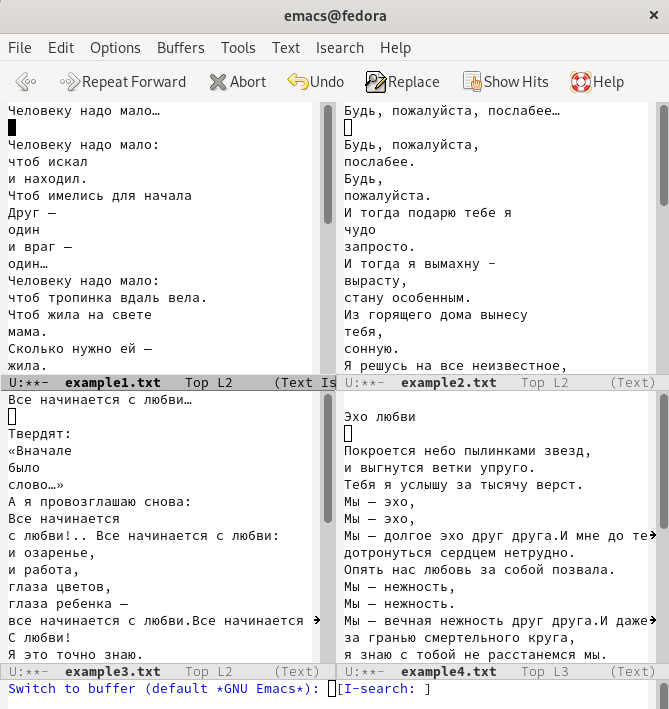 emacs@fedora
File Edit Options Buffers Tools Text Isearch Help
Repeat Forward Abort Undo Replace Show Hits Help
Человеку надо мало…
Человеку надо мало:
чтоб искал
и находил.
Чтоб имелись для начала
Друг —
один
и враг —
один…
Человеку надо мало:
чтоб тропинка вдаль вела.
Чтоб жила на свете
мама.
Сколько нужно ей —
жила.
U:**- example1.txt Top L2 (Text Is
Будь, пожалуйста, послабее…
Будь, пожалуйста,
послабее.
Будь,
пожалуйста.
И тогда подарю тебе я
чудо
запросто.
И тогда я вымахну –
вырасту,
стану особенным.
Из горящего дома вынесу
тебя,
сонную.
Я решусь на все неизвестное,
U:**- example2.txt Top L2 (Text)
Все начинается с любви…
Твердят:
«Вначале
было
слово…»
А я провозглашаю снова:
Все начинается
с любви!.. Все начинается с любви:
и озаренье,
и работа,
глаза цветов,
глаза ребенка —
все начинается с любви.Все начинается
С любви!
Я это точно знаю.
U:**- example3.txt Top L2 (Text)
Эхо любви
Покроется небо пылинками звезд,
и выгнутся ветки упруго.
Тебя я услышу за тысячу верст.
Мы — эхо,
Мы — эхо,
Мы — долгое эхо друг друга.И мне до те
дотронуться сердцем нетрудно.
Опять нас любовь за собой позвала.
Мы — нежность,
Мы — нежность.
Мы — вечная нежность друг друга.И даже
за гранью смертельного круга,
я знаю с тобой не расстанемся мы.
U:**- example4.txt Top L3 (Text)
Switch to buffer (default *GNU Emacs*): [I-search: ]